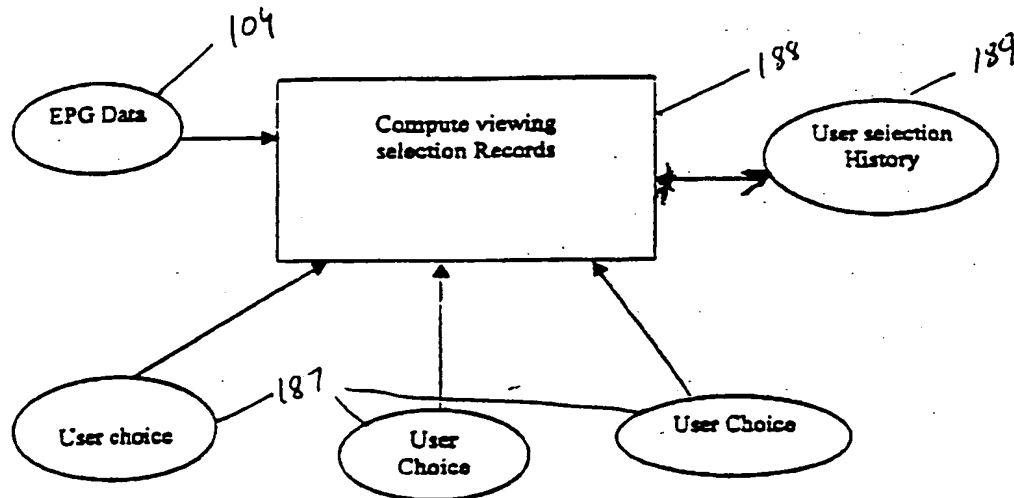 104
188
189
EPG Data
Compute viewing
selection Records
User selection
History
187
User choice
User
Choice
User Choice